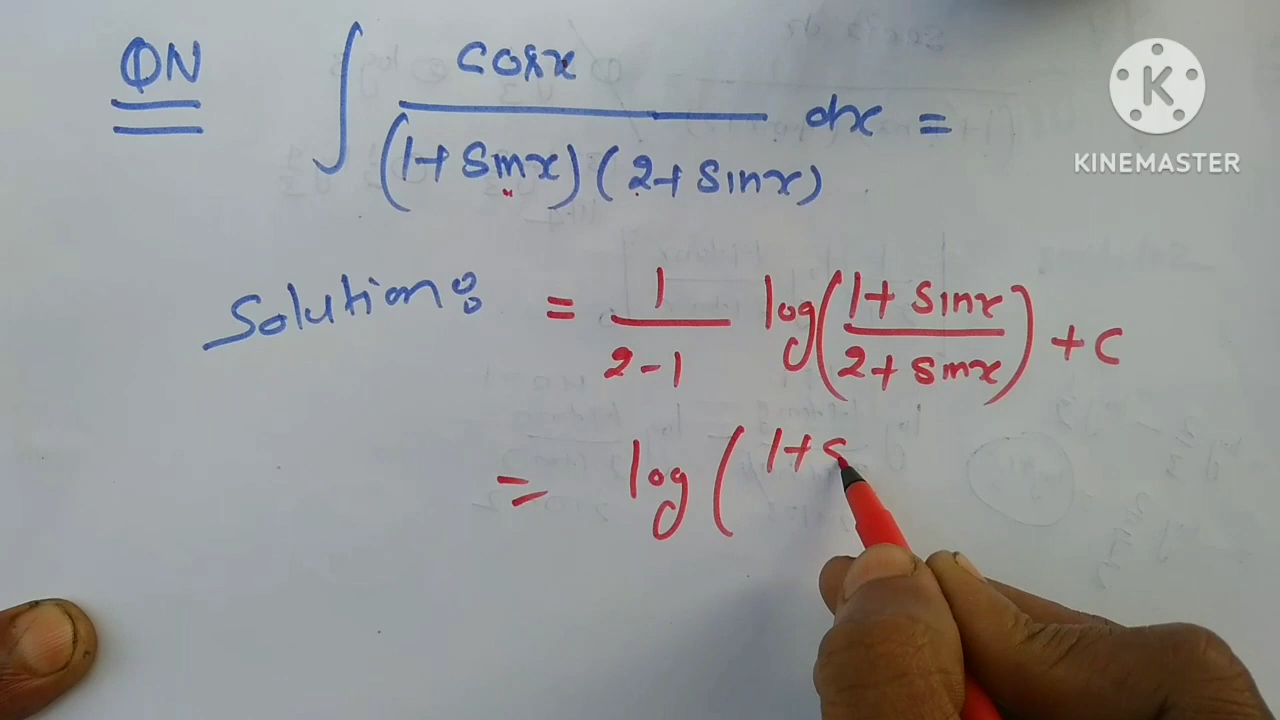 QN ∫ cosx / (1+sinx)(2+sinx) dx =
K
KINEMASTER
Solution: = 1/(2-1) log((1+sinx)/(2+sinx)) + c
= log(1+s